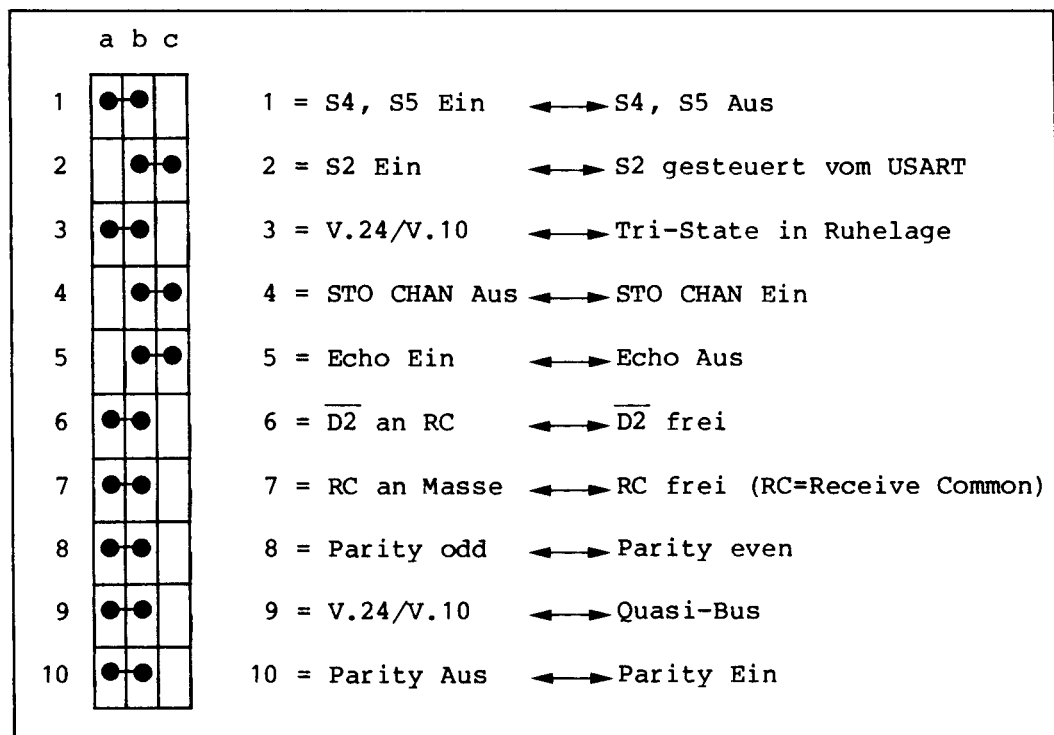 a b c
1 1 = S4, S5 Ein ↔ S4, S5 Aus
2 2 = S2 Ein ↔ S2 gesteuert vom USART
3 3 = V.24/V.10 ↔ Tri-State in Ruhelage
4 4 = STO CHAN Aus ↔ STO CHAN Ein
5 5 = Echo Ein ↔ Echo Aus
6 6 = D̅2̅ an RC ↔ D̅2̅ frei
7 7 = RC an Masse ↔ RC frei (RC=Receive Common)
8 8 = Parity odd ↔ Parity even
9 9 = V.24/V.10 ↔ Quasi-Bus
10 10 = Parity Aus ↔ Parity Ein